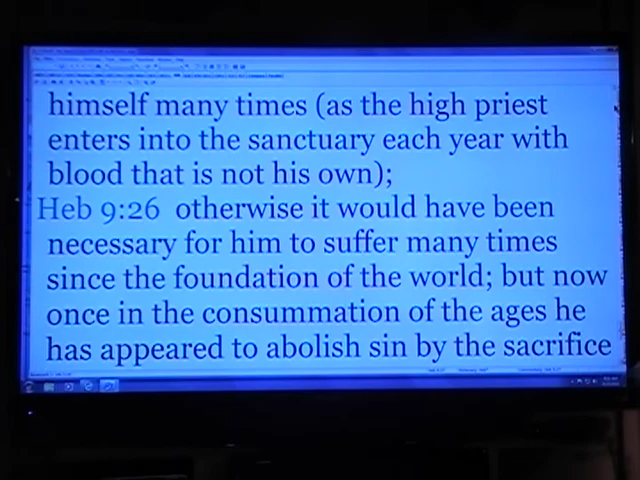 himself many times (as the high priest
enters into the sanctuary each year with
blood that is not his own);
Heb 9:26 otherwise it would have been
necessary for him to suffer many times
since the foundation of the world; but now
once in the consummation of the ages he
has appeared to abolish sin by the sacrifice